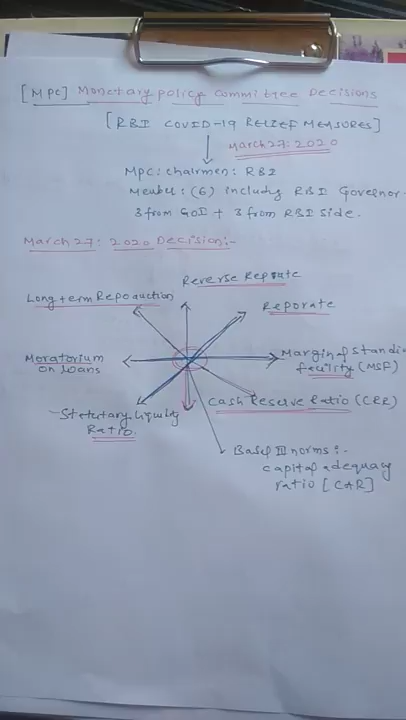 [MPC] Monetary policy Committee Decisions
[RBI COVID-19 RELIEF MEASURES]
March 27: 2020
MPC: chairmen: RBI
Member: (6) including RBI Governor.
3 from GOI + 3 from RBI side.
March 27: 2020 Decision:-
Reverse Reporate
Long term Repo auction
Reporate
Moratorium
on loans
Margin of Standi
facility (MSF)
Cash Reserve Ratio (CRR)
Statutary liquidity
Ratio.
Basel III norms:-
capital adequacy
ratio [CAR]